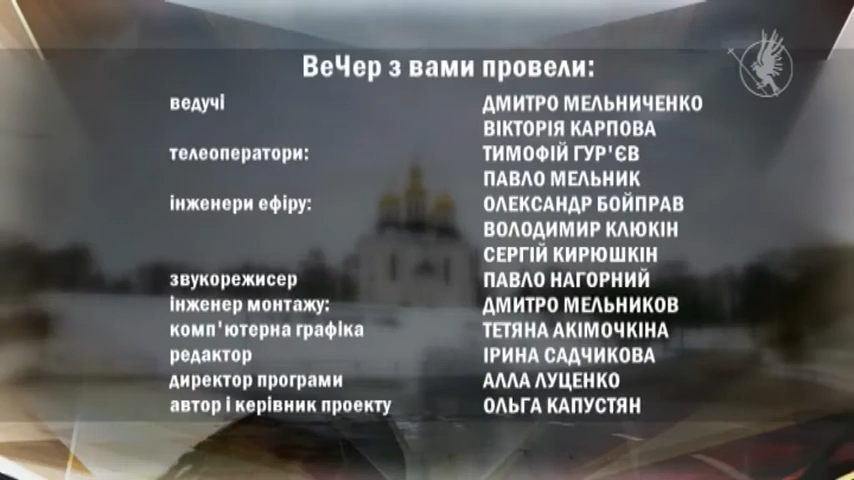 ВеЧер з вами провели:
ведучі ДМИТРО МЕЛЬНИЧЕНКО
ВІКТОРІЯ КАРПОВА
телеоператори: ТИМОФІЙ ГУР'ЄВ
ПАВЛО МЕЛЬНИК
інженери ефіру: ОЛЕКСАНДР БОЙПРАВ
ВОЛОДИМИР КЛЮКІН
СЕРГІЙ КИРЮШКІН
звукорежисер ПАВЛО НАГОРНИЙ
інженер монтажу: ДМИТРО МЕЛЬНИКОВ
комп'ютерна графіка ТЕТЯНА АКІМОЧКІНА
редактор ІРИНА САДЧИКОВА
директор програми АЛЛА ЛУЦЕНКО
автор і керівник проекту ОЛЬГА КАПУСТЯН